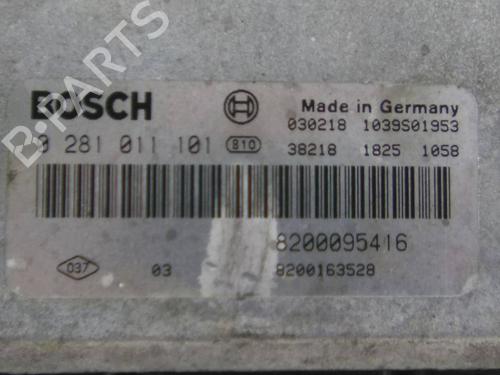 B-PARTS
BOSCH
Made in Germany
0 281 011 101 810
030218 1039S01953
38218 1825 1058
8200095416
037 03 8200163528